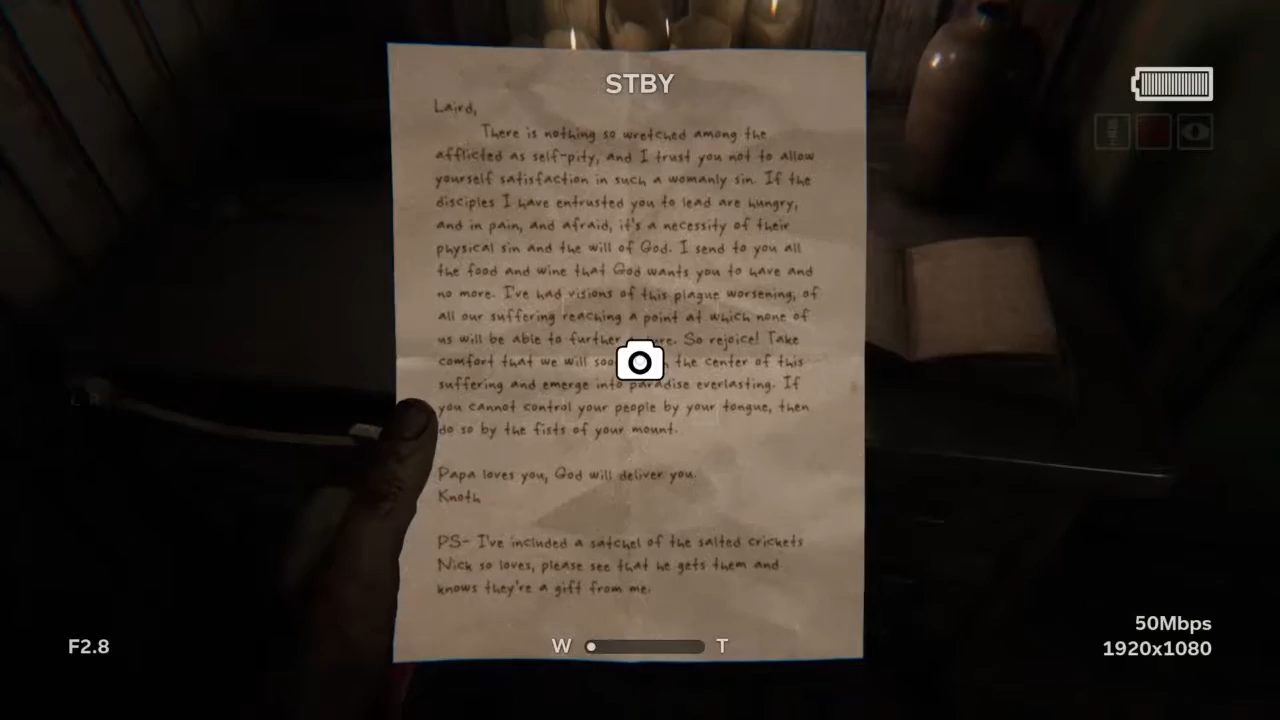 STBY
Laird,
There is nothing so wretched among the
afflicted as self-pity, and I trust you not to allow
yourself satisfaction in such a womanly sin. If the
disciples I have entrusted you to lead are hungry,
and in pain, and afraid, it's a necessity of their
physical sin and the will of God. I send to you all
the food and wine that God wants you to have and
no more. I've had visions of this plague worsening, of
all our suffering reaching a point at which none of
us will be able to further. So rejoice! Take
comfort that we will the center of this
suffering and emerge into paradise everlasting. If
you cannot control your people by your tongue, then
do so by the fists of your mount.
Papa loves you, God will deliver you.
Knoth
PS- I've included a satchel of the salted crickets
Nick so loves, please see that he gets them and
knows they're a gift from me.
F2.8
W T
50Mbps
1920x1080